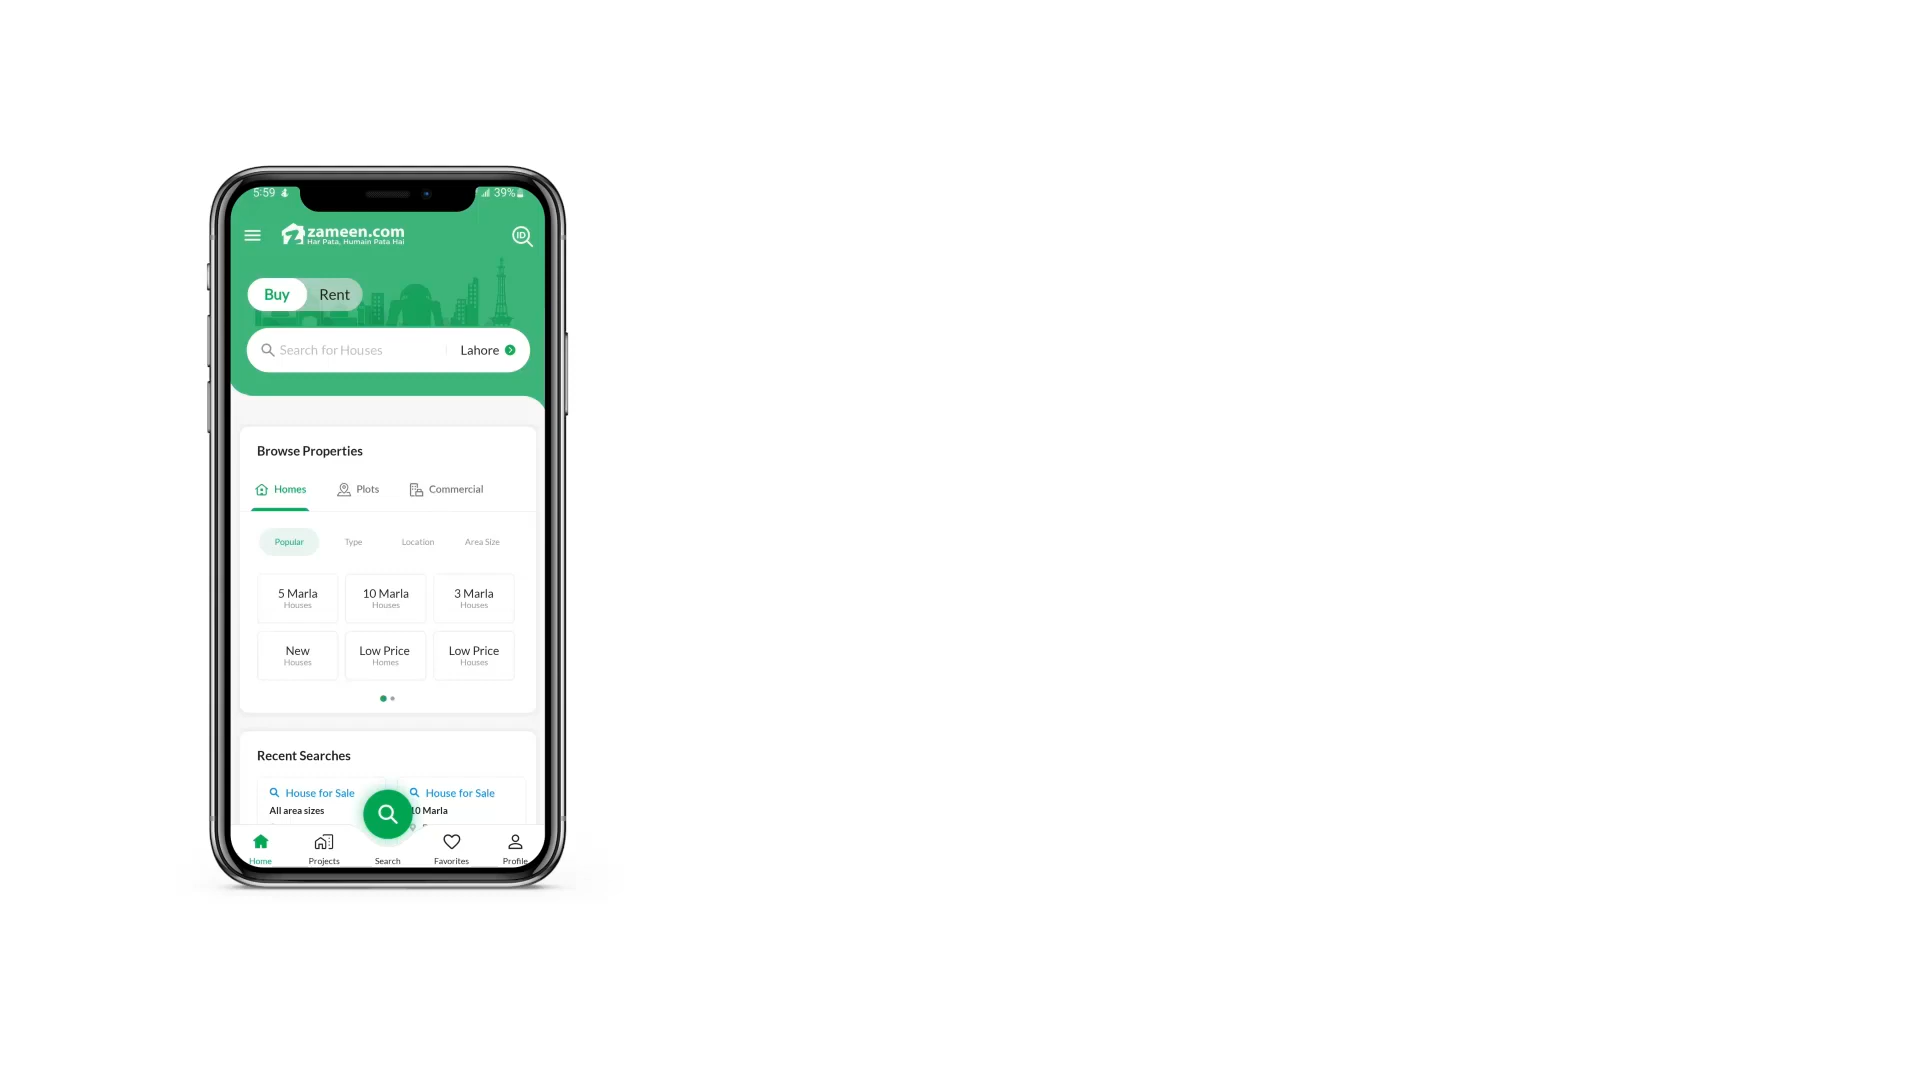 5:59
39%
zameen.com
Har Pata, Humain Pata Hai
ID
Buy Rent
Search for Houses Lahore
Browse Properties
Homes Plots Commercial
Popular Type Location Area Size
5 Marla 10 Marla 3 Marla
Houses Houses Houses
New Low Price Low Price
Houses Homes Houses
Recent Searches
House for Sale House for Sale
All area sizes 10 Marla
Home Projects Search Favorites Profile